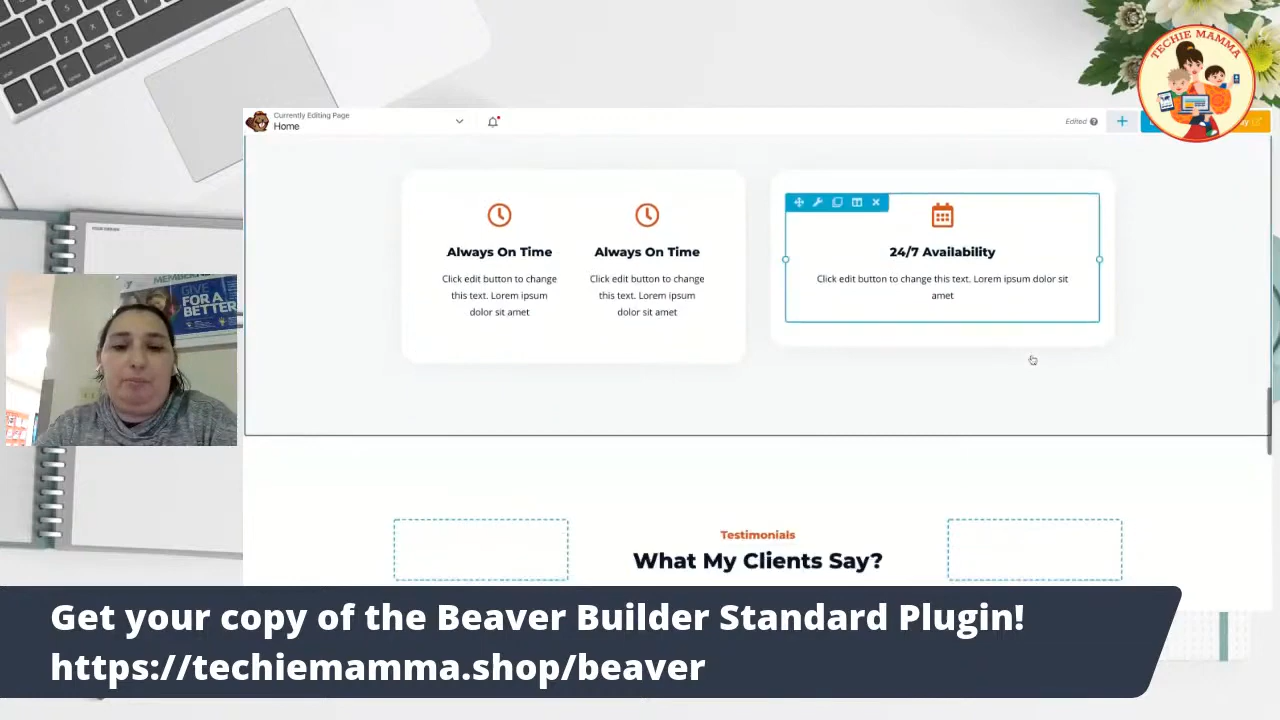 TECHIE MAMMA
Currently Editing Page
Home
Edited
Always On Time
Click edit button to change
this text. Lorem ipsum
dolor sit amet
Always On Time
Click edit button to change
this text. Lorem ipsum
dolor sit amet
24/7 Availability
Click edit button to change this text. Lorem ipsum dolor sit
amet
GIVE
FOR A
BETTER
Testimonials
What My Clients Say?
Get your copy of the Beaver Builder Standard Plugin!
https://techiemamma.shop/beaver